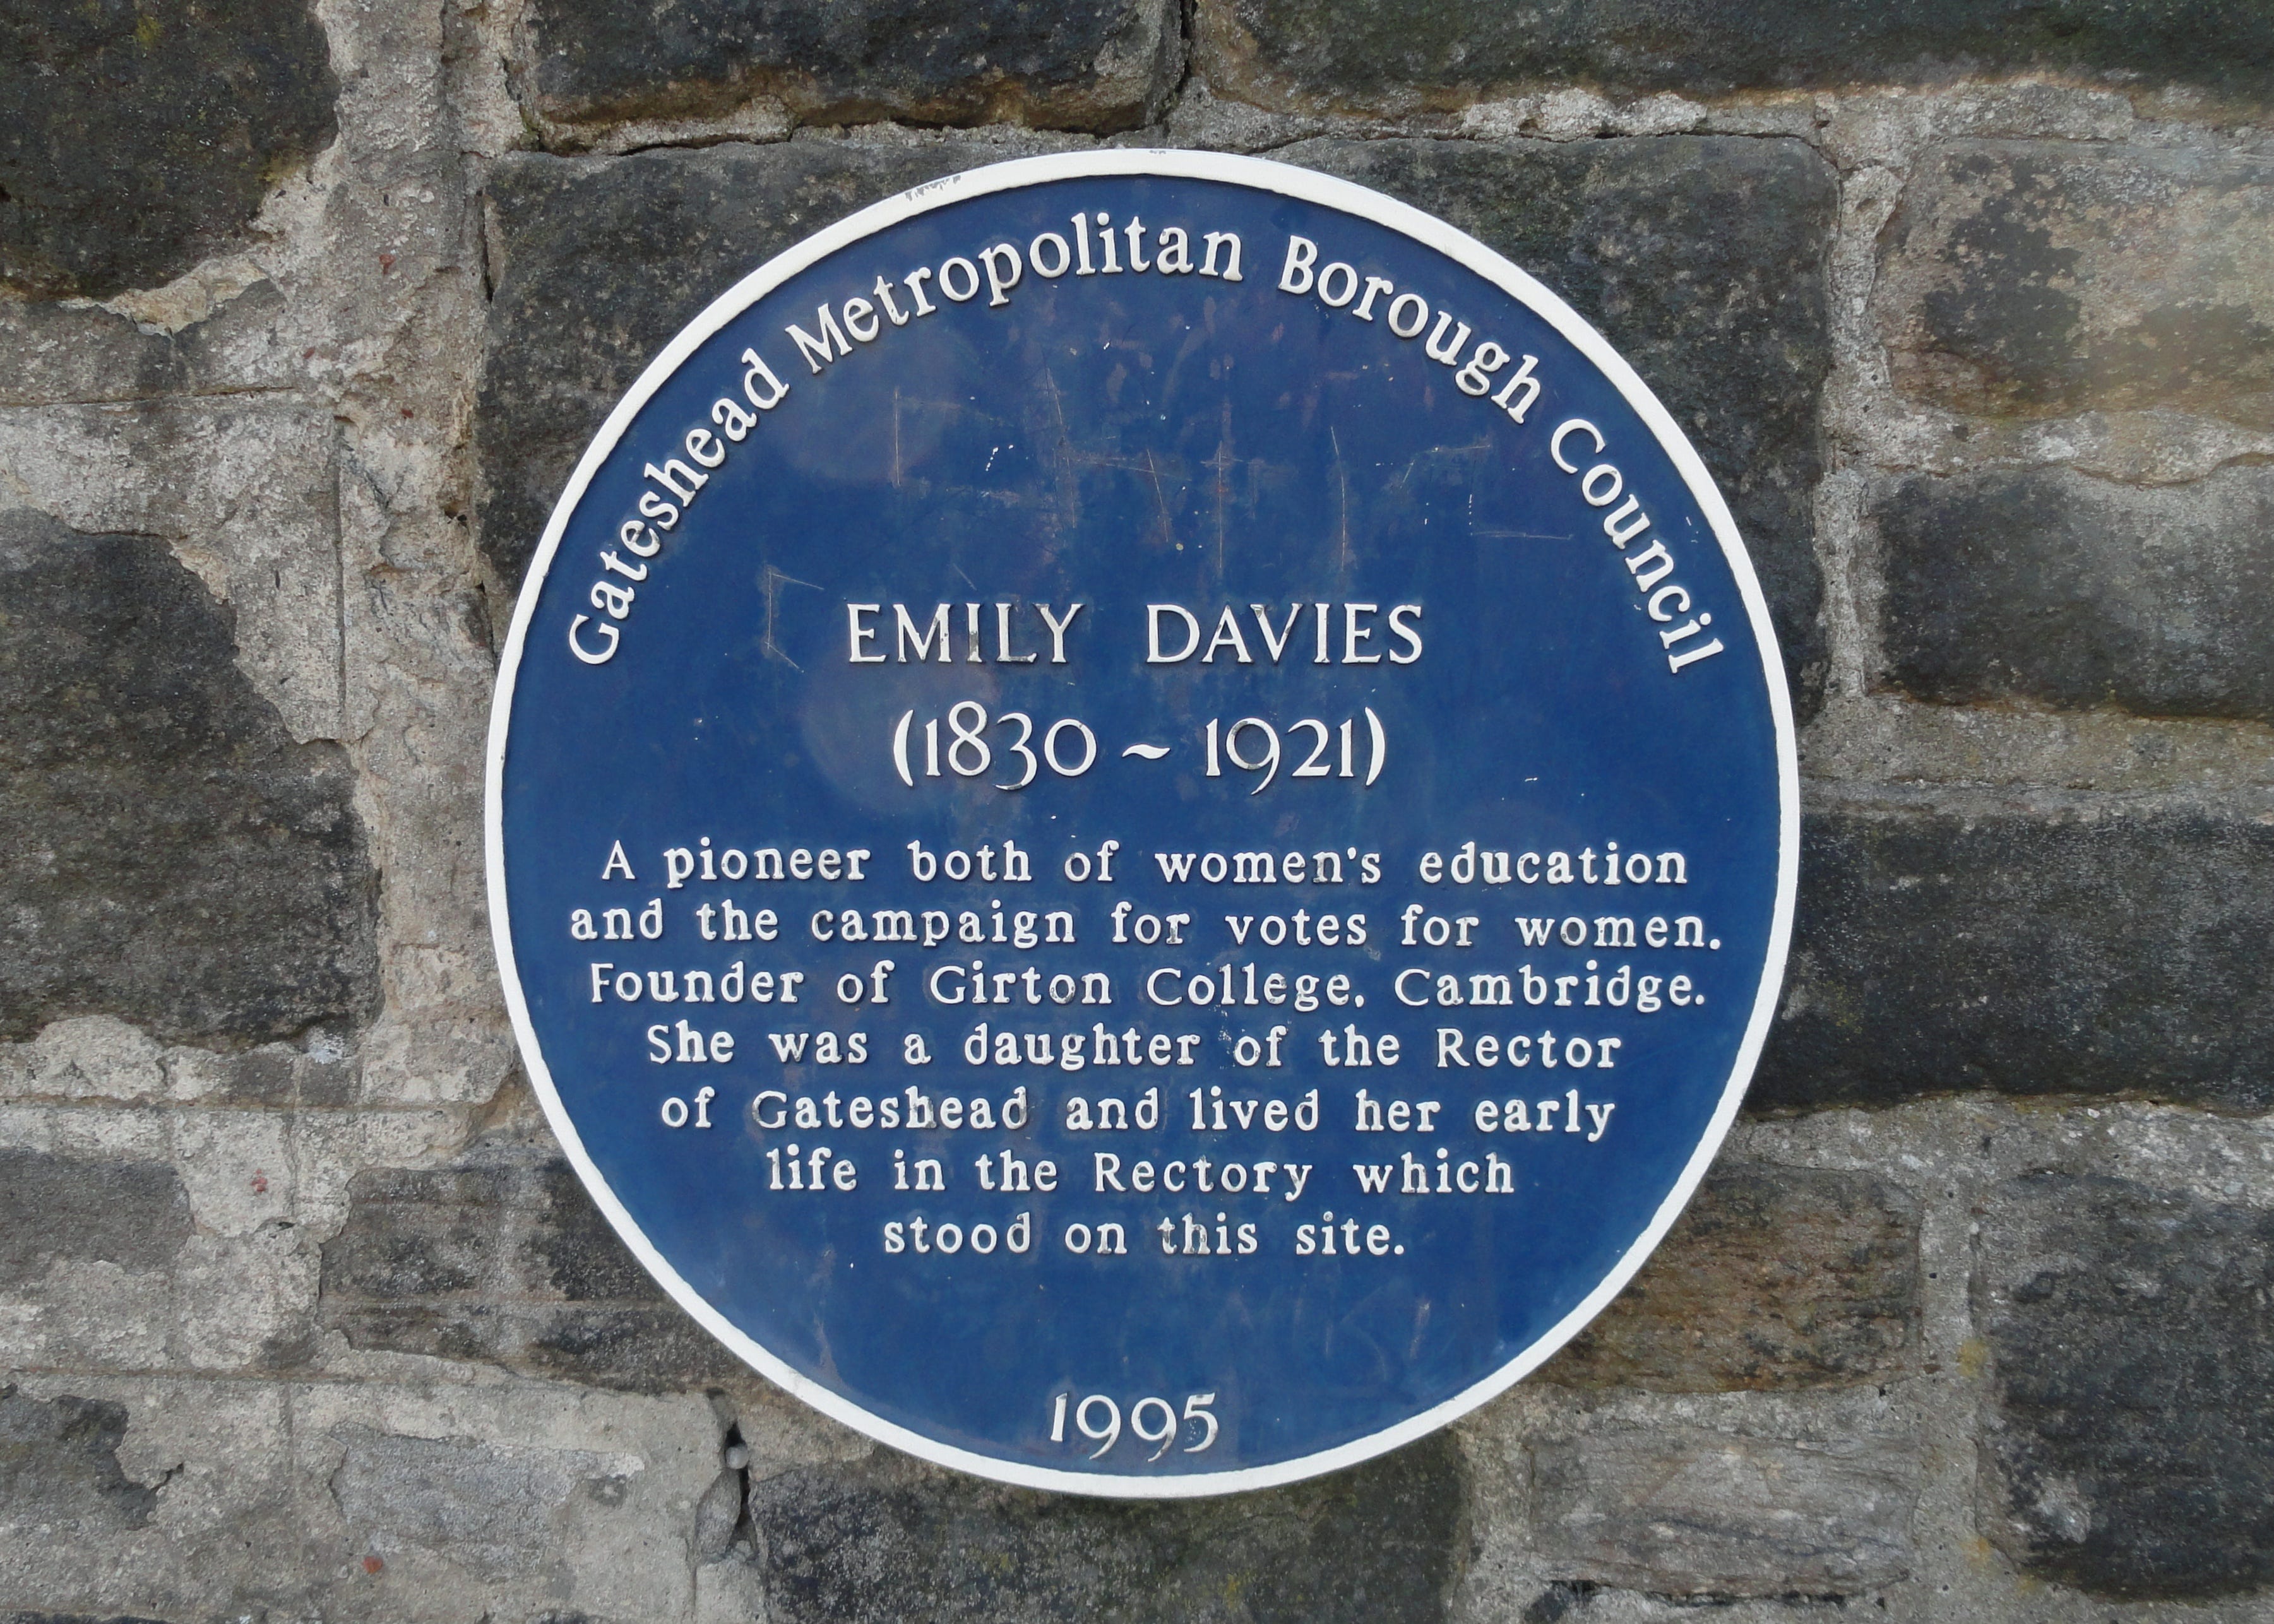 Gateshead Metropolitan Borough Council
EMILY DAVIES
(1830 ~ 1921)
A pioneer both of women's education
and the campaign for votes for women.
Founder of Girton College, Cambridge.
She was a daughter of the Rector
of Gateshead and lived her early
life in the Rectory which
stood on this site.
1995